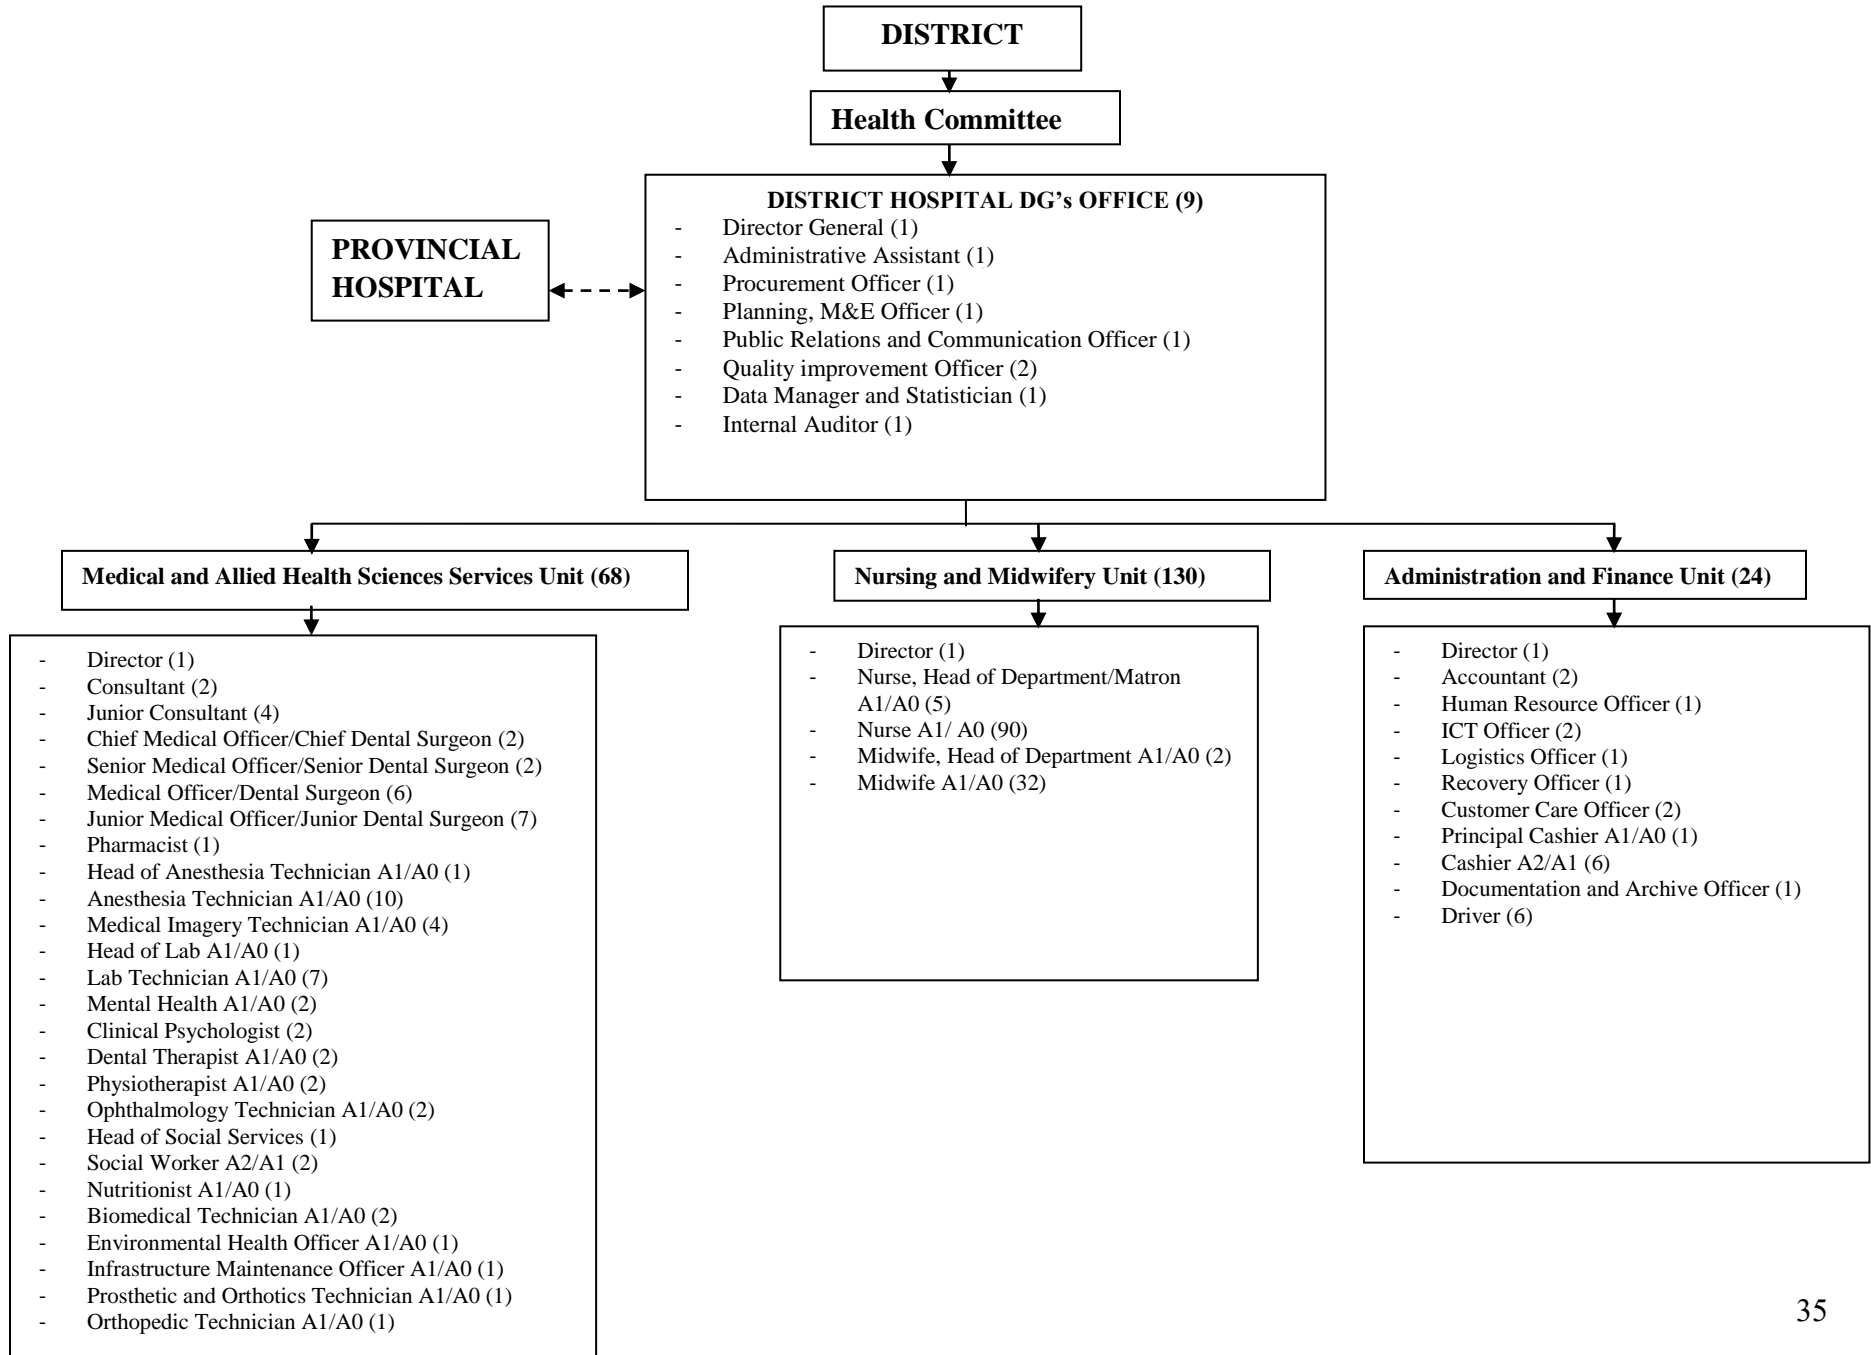 DISTRICT
Health Committee
DISTRICT HOSPITAL DG’s OFFICE (9)
- Director General (1)
- Administrative Assistant (1)
- Procurement Officer (1)
- Planning, M&E Officer (1)
- Public Relations and Communication Officer (1)
- Quality improvement Officer (2)
- Data Manager and Statistician (1)
- Internal Auditor (1)
PROVINCIAL
HOSPITAL
Medical and Allied Health Sciences Services Unit (68)
- Director (1)
- Consultant (2)
- Junior Consultant (4)
- Chief Medical Officer/Chief Dental Surgeon (2)
- Senior Medical Officer/Senior Dental Surgeon (2)
- Medical Officer/Dental Surgeon (6)
- Junior Medical Officer/Junior Dental Surgeon (7)
- Pharmacist (1)
- Head of Anesthesia Technician A1/A0 (1)
- Anesthesia Technician A1/A0 (10)
- Medical Imagery Technician A1/A0 (4)
- Head of Lab A1/A0 (1)
- Lab Technician A1/A0 (7)
- Mental Health A1/A0 (2)
- Clinical Psychologist (2)
- Dental Therapist A1/A0 (2)
- Physiotherapist A1/A0 (2)
- Ophthalmology Technician A1/A0 (2)
- Head of Social Services (1)
- Social Worker A2/A1 (2)
- Nutritionist A1/A0 (1)
- Biomedical Technician A1/A0 (2)
- Environmental Health Officer A1/A0 (1)
- Infrastructure Maintenance Officer A1/A0 (1)
- Prosthetic and Orthotics Technician A1/A0 (1)
- Orthopedic Technician A1/A0 (1)
Nursing and Midwifery Unit (130)
- Director (1)
- Nurse, Head of Department/Matron
A1/A0 (5)
- Nurse A1/ A0 (90)
- Midwife, Head of Department A1/A0 (2)
- Midwife A1/A0 (32)
Administration and Finance Unit (24)
- Director (1)
- Accountant (2)
- Human Resource Officer (1)
- ICT Officer (2)
- Logistics Officer (1)
- Recovery Officer (1)
- Customer Care Officer (2)
- Principal Cashier A1/A0 (1)
- Cashier A2/A1 (6)
- Documentation and Archive Officer (1)
- Driver (6)
35